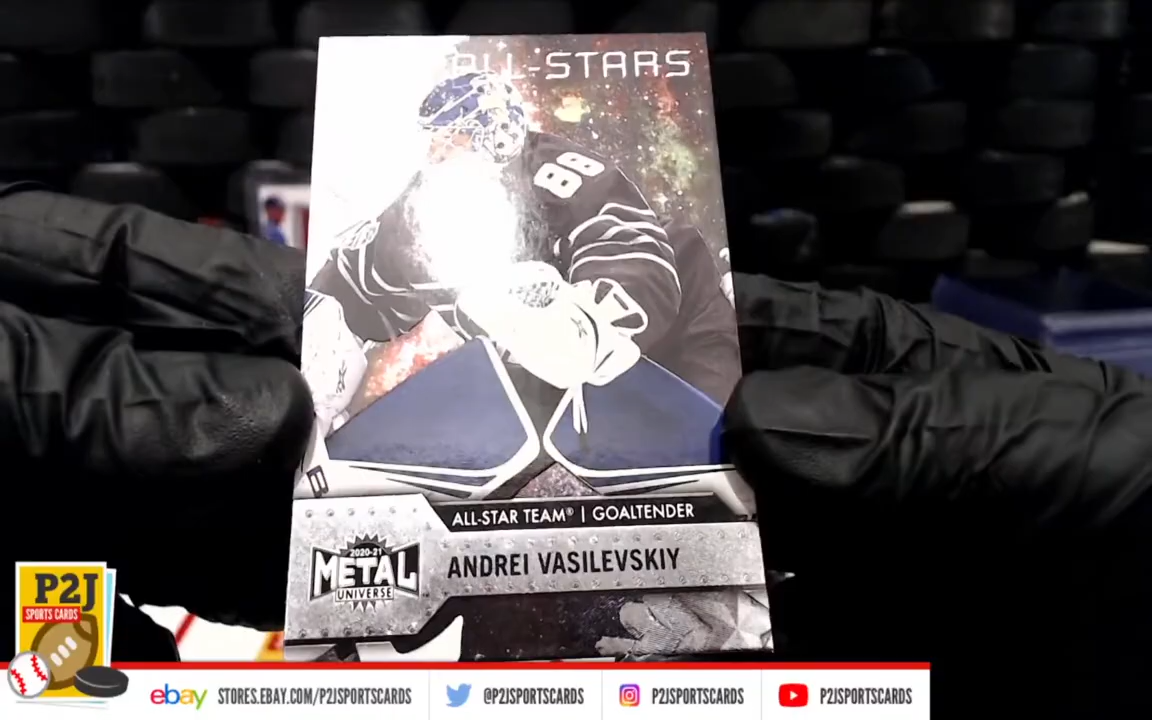 ALL-STARS
88
ALL-STAR TEAM® | GOALTENDER
2020-21
METAL
UNIVERSE
ANDREI VASILEVSKIY
P2J
SPORTS CARDS
ebay STORES.EBAY.COM/P2JSPORTSCARDS
@P2JSPORTSCARDS
P2JSPORTSCARDS
P2JSPORTSCARDS